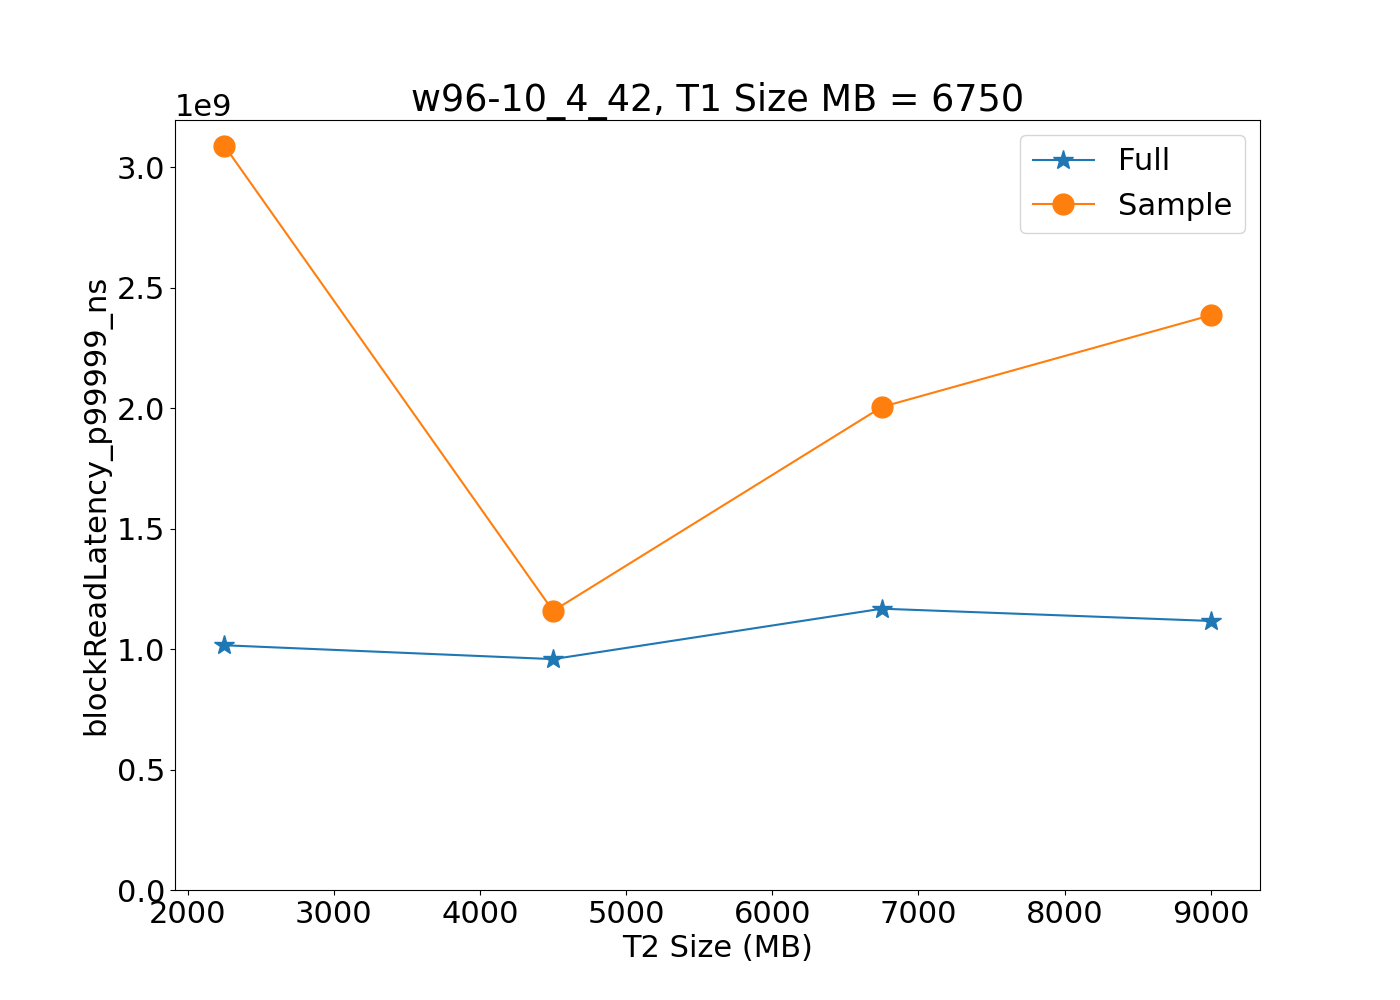 w96-10_4_42, T1 Size MB = 6750
1e9
Full
Sample
3.0
2.5
2.0
1.5
1.0
0.5
0.0
blockReadLatency_p99999_ns
2000 3000 4000 5000 6000 7000 8000 9000
T2 Size (MB)